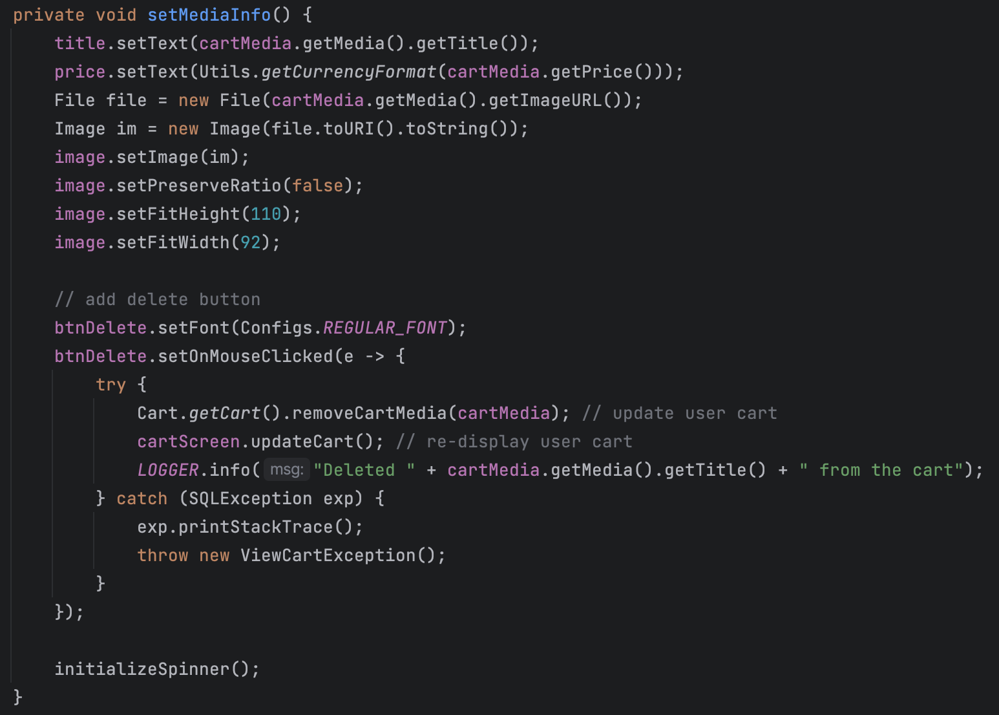 private void setMediaInfo() {
    title.setText(cartMedia.getMedia().getTitle());
    price.setText(Utils.getCurrencyFormat(cartMedia.getPrice()));
    File file = new File(cartMedia.getMedia().getImageURL());
    Image im = new Image(file.toURI().toString());
    image.setImage(im);
    image.setPreserveRatio(false);
    image.setFitHeight(110);
    image.setFitWidth(92);

    // add delete button
    btnDelete.setFont(Configs.REGULAR_FONT);
    btnDelete.setOnMouseClicked(e -> {
        try {
            Cart.getCart().removeCartMedia(cartMedia); // update user cart
            cartScreen.updateCart(); // re-display user cart
            LOGGER.info( msg: "Deleted " + cartMedia.getMedia().getTitle() + " from the cart");
        } catch (SQLException exp) {
            exp.printStackTrace();
            throw new ViewCartException();
        }
    });

    initializeSpinner();
}